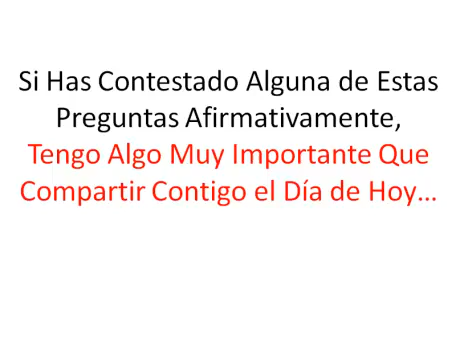 Si Has Contestado Alguna de Estas
Preguntas Afirmativamente,
Tengo Algo Muy Importante Que
Compartir Contigo el Día de Hoy...